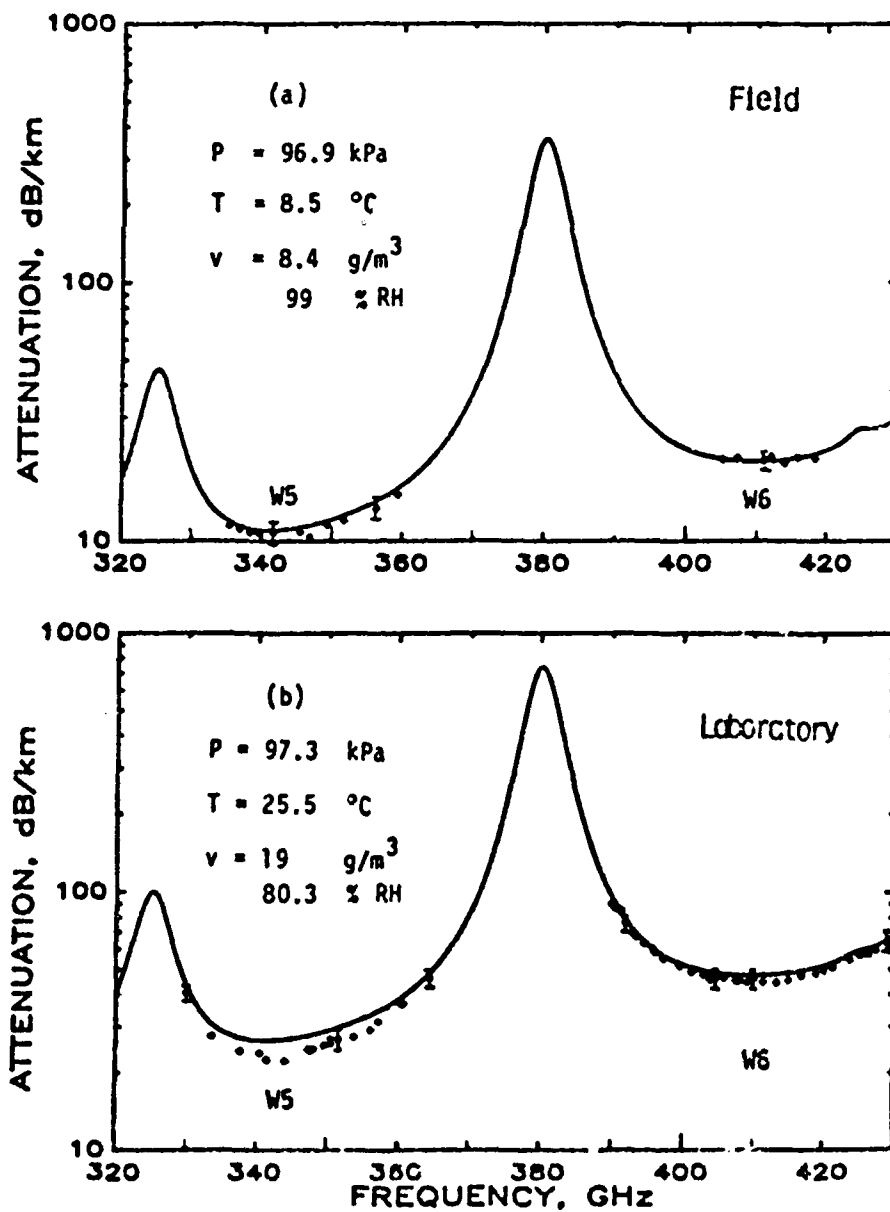 1000
(a)
Field
P = 96.9 kPa
T = 8.5 °C
v = 8.4 g/m³
99 % RH
100
W5
W6
10
320 340 360 380 400 420
ATTENUATION, dB/km
1000
(b)
Laboratory
P = 97.3 kPa
T = 25.5 °C
v = 19 g/m³
80.3 % RH
100
W5
W6
10
320 340 360 380 400 420
ATTENUATION, dB/km
FREQUENCY, GHz